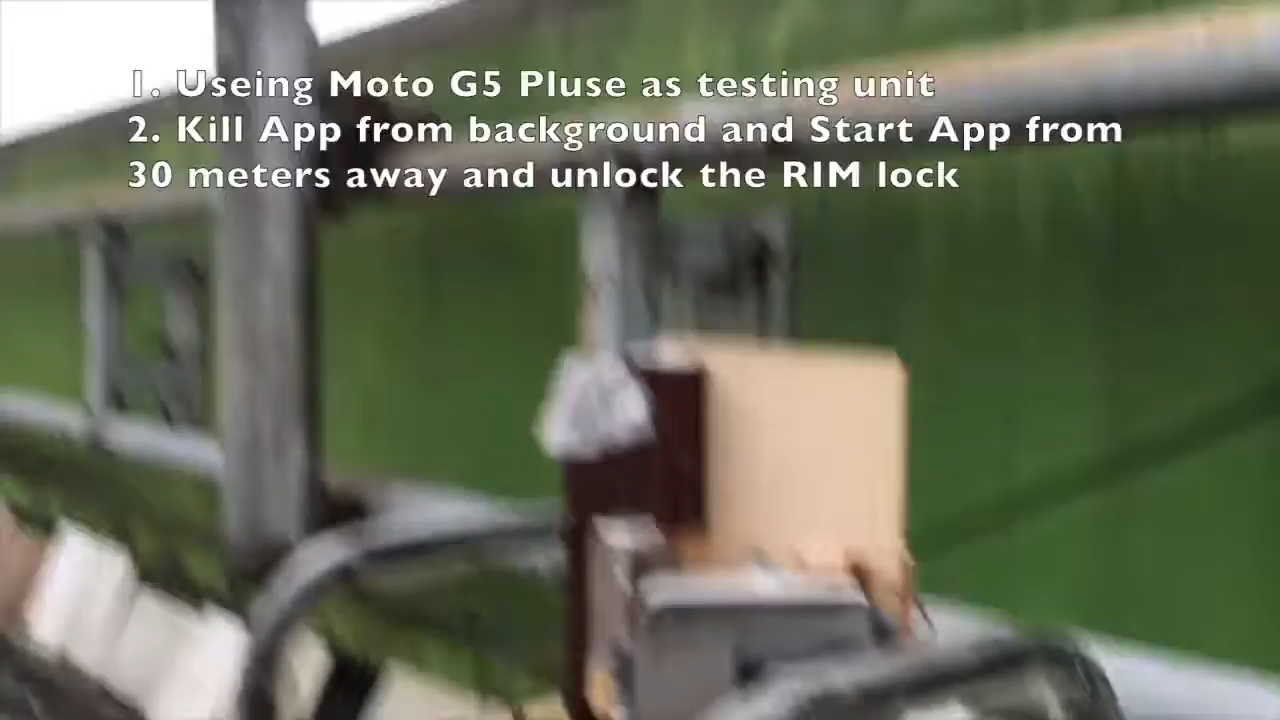 1. Useing Moto G5 Pluse as testing unit
2. Kill App from background and Start App from
30 meters away and unlock the RIM lock